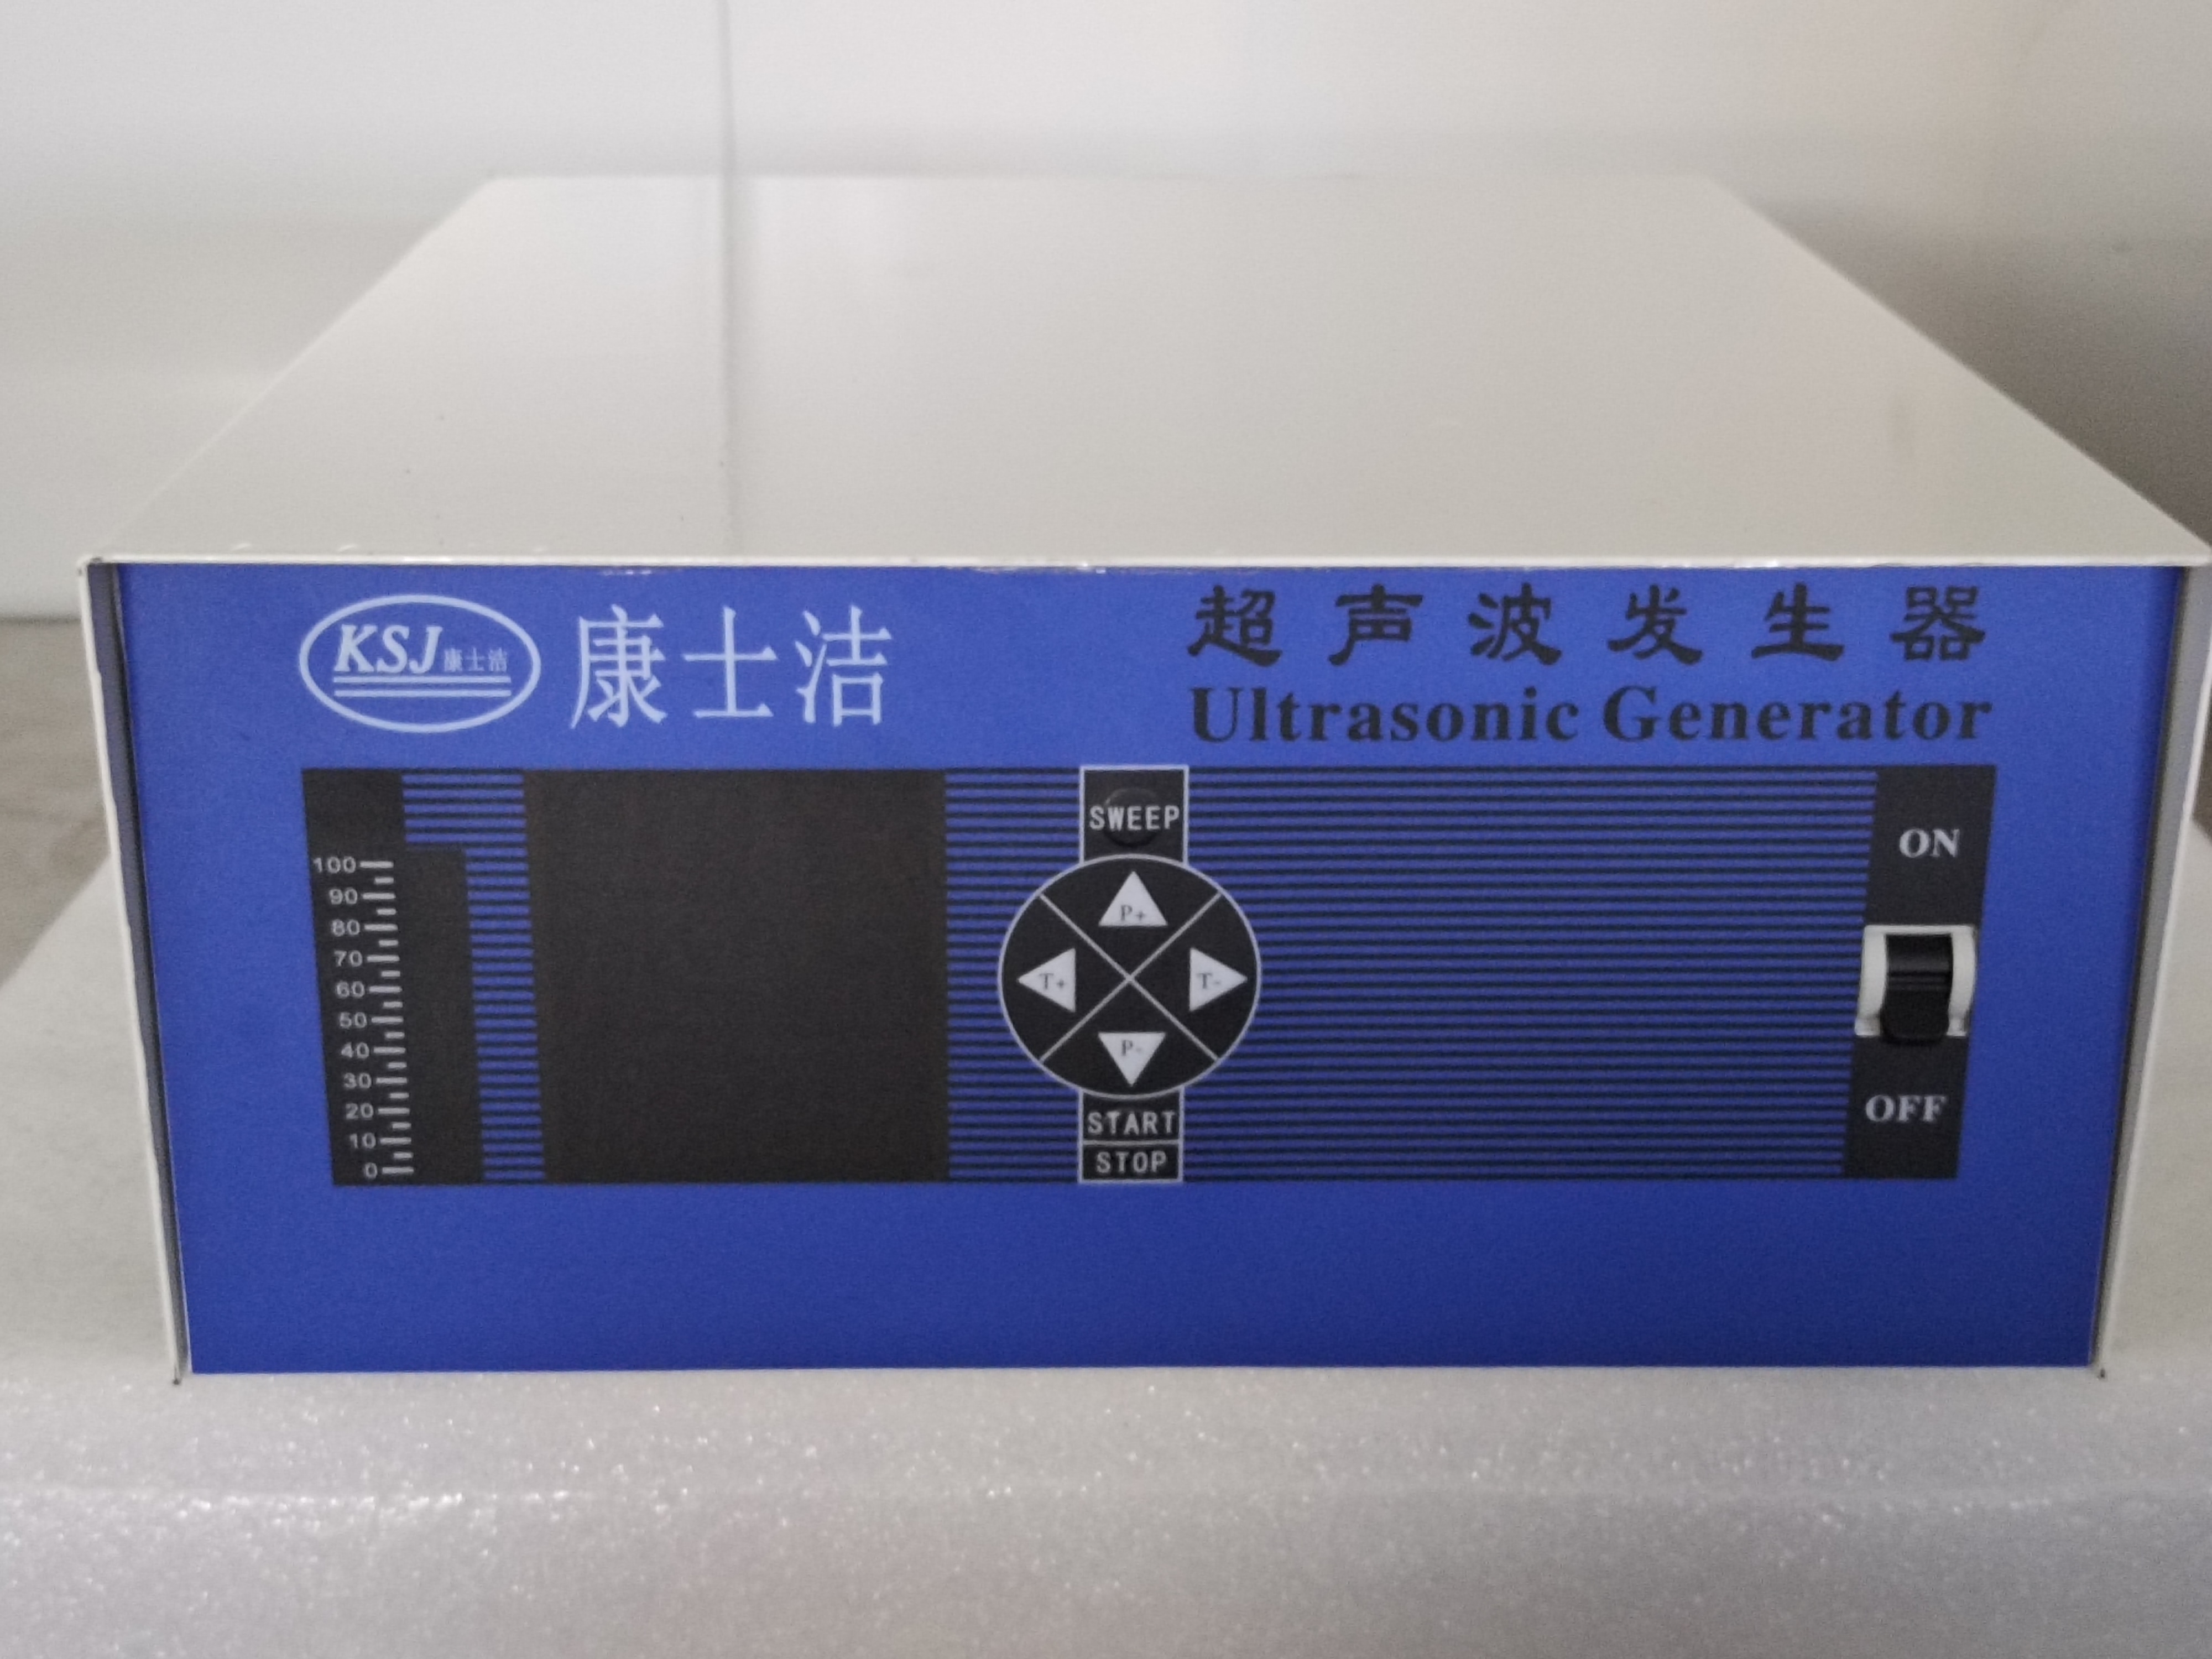 KSJ康士洁
康士洁
超声波发生器
Ultrasonic Generator
SWEEP
100
90
80
70
60
50
40
30
20
10
0
P+
T+
T-
P-
START
STOP
ON
OFF